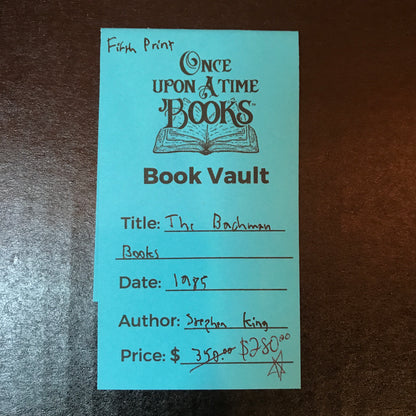 Fifth Print
ONCE
UPON A TIME
BOOKS™
Book Vault
Title: The Bachman
Books
Date: 1985
Author: Stephen King
Price: $ 350.00 $280.00